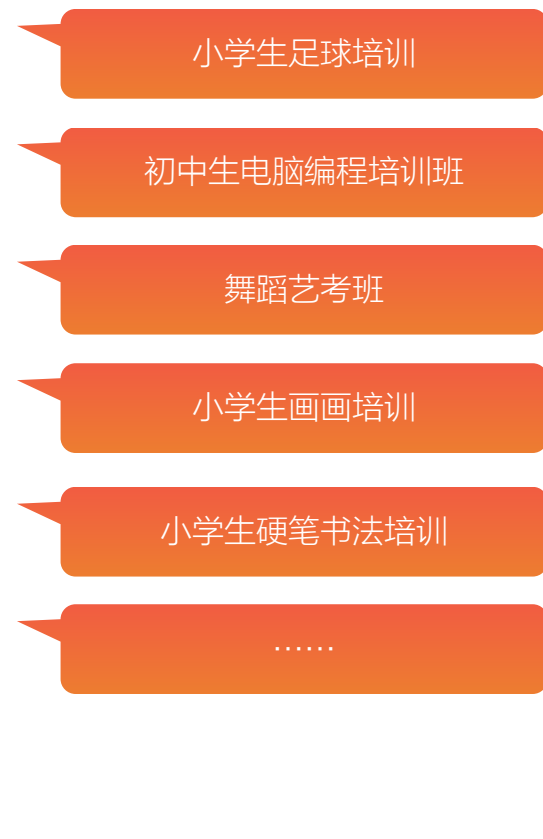 小学生足球培训
初中生电脑编程培训班
舞蹈艺考班
小学生画画培训
小学生硬笔书法培训
……